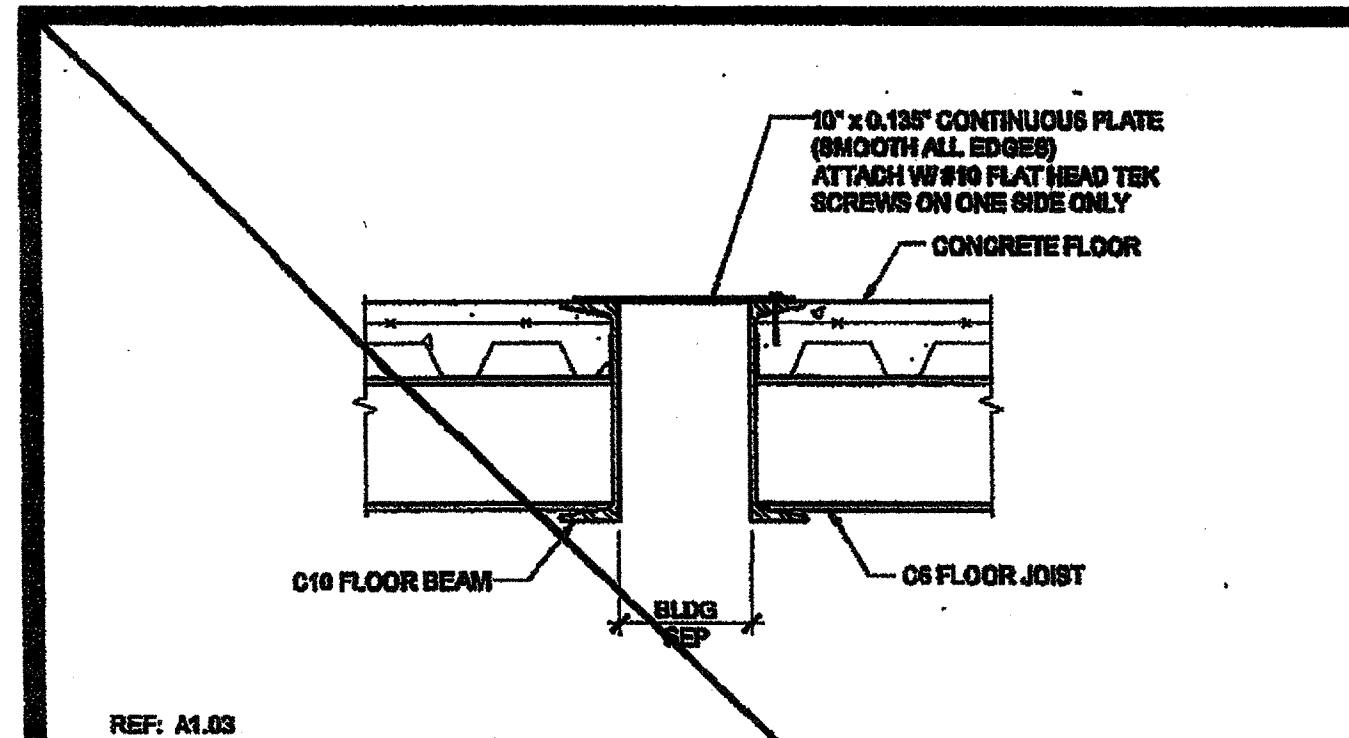 10" x 0.135" CONTINUOUS PLATE
(SMOOTH ALL EDGES)
ATTACH W/ #10 FLAT HEAD TEK
SCREWS ON ONE SIDE ONLY
CONCRETE FLOOR
C10 FLOOR BEAM
C6 FLOOR JOIST
BLDG
SEP
REF: A1.03